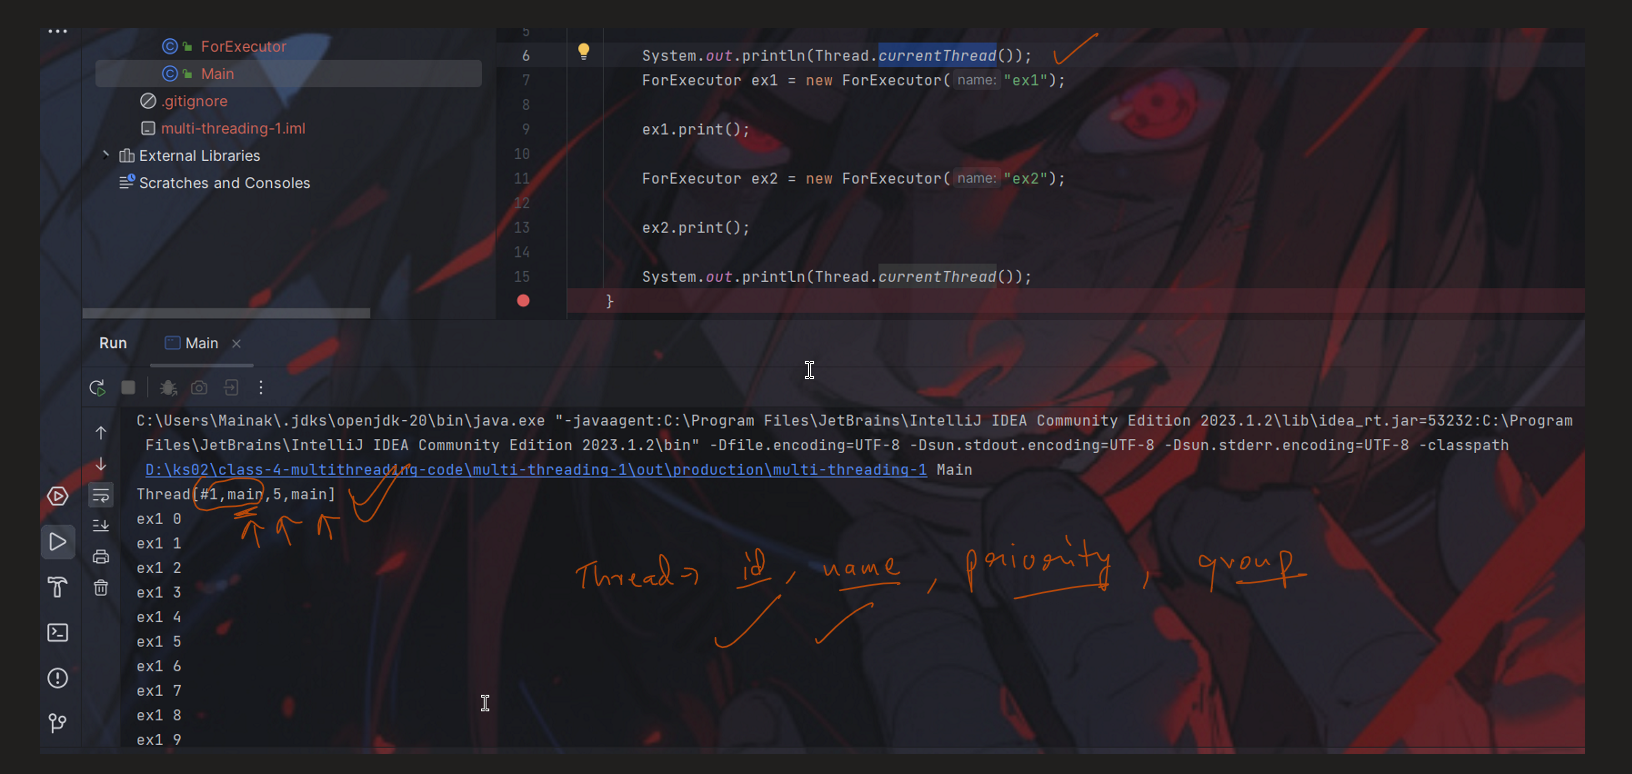 ForExecutor
Main
.gitignore
multi-threading-1.iml
External Libraries
Scratches and Consoles
5
6 System.out.println(Thread.currentThread());
7 ForExecutor ex1 = new ForExecutor( name: "ex1");
8
9 ex1.print();
10
11 ForExecutor ex2 = new ForExecutor( name: "ex2");
12
13 ex2.print();
14
15 System.out.println(Thread.currentThread());
}
Run Main
C:\Users\Mainak\.jdks\openjdk-20\bin\java.exe "-javaagent:C:\Program Files\JetBrains\IntelliJ IDEA Community Edition 2023.1.2\lib\idea_rt.jar=53232:C:\Program
Files\JetBrains\IntelliJ IDEA Community Edition 2023.1.2\bin" -Dfile.encoding=UTF-8 -Dsun.stdout.encoding=UTF-8 -Dsun.stderr.encoding=UTF-8 -classpath
D:\ks02\class-4-multithreading-code\multi-threading-1\out\production\multi-threading-1 Main
Thread[#1,main,5,main]
ex1 0
ex1 1
ex1 2
ex1 3
ex1 4
ex1 5
ex1 6
ex1 7
ex1 8
ex1 9
Thread → id, name, priority, group